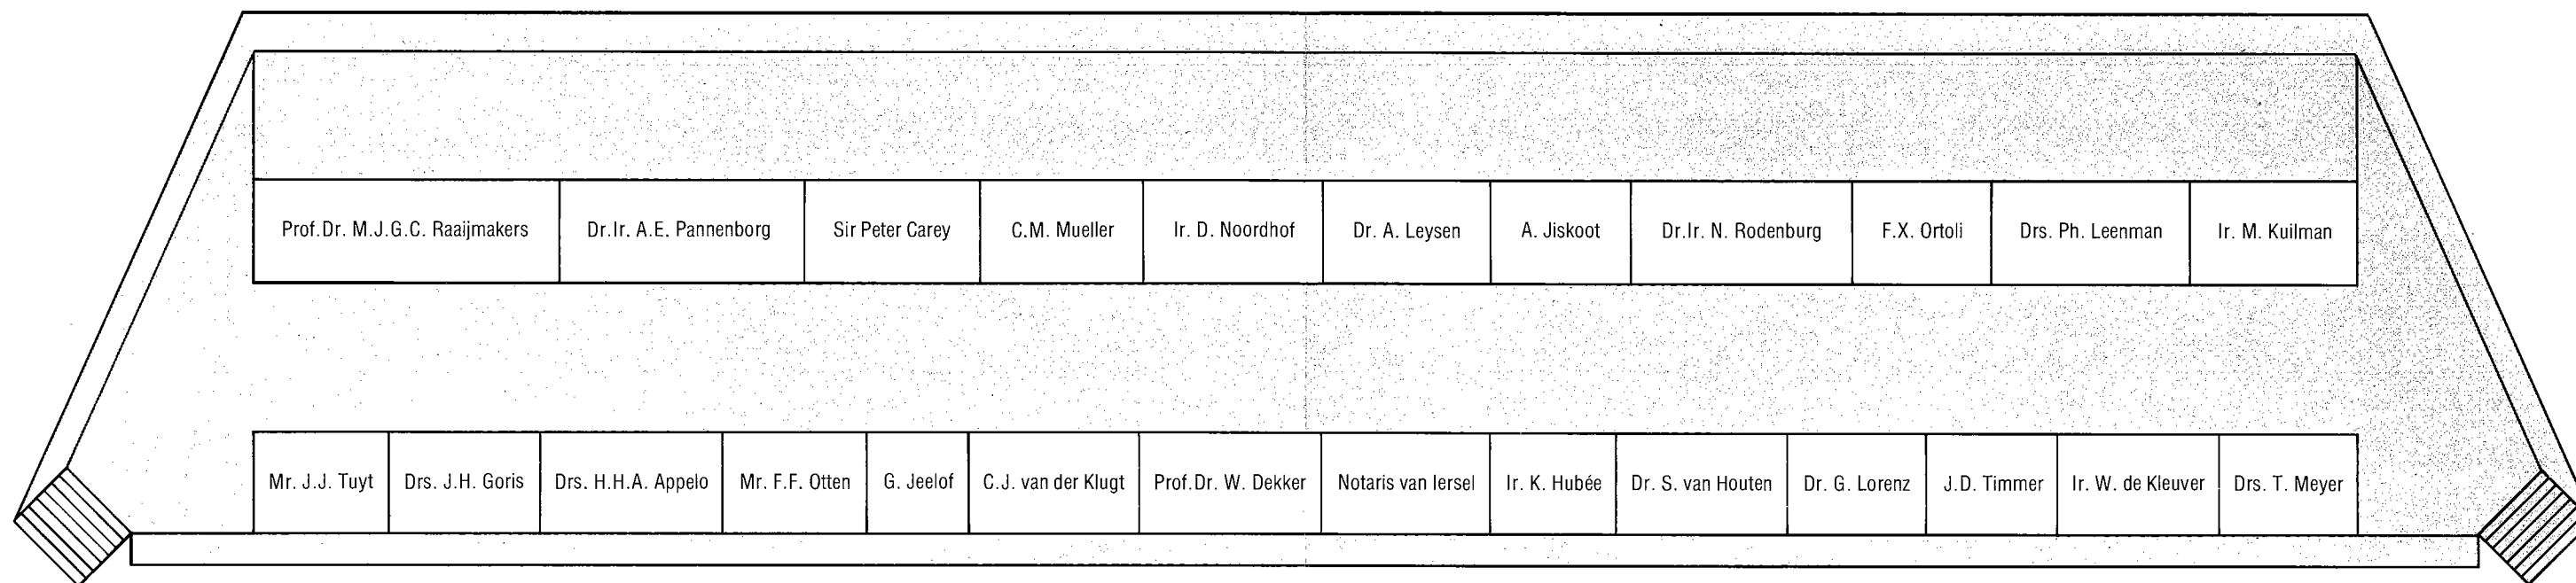 Prof.Dr. M.J.G.C. Raaijmakers
Dr.Ir. A.E. Pannenborg
Sir Peter Carey
C.M. Mueller
Ir. D. Noordhof
Dr. A. Leysen
A. Jiskoot
Dr.Ir. N. Rodenburg
F.X. Ortoli
Drs. Ph. Leenman
Ir. M. Kuilman
Mr. J.J. Tuyt
Drs. J.H. Goris
Drs. H.H.A. Appelo
Mr. F.F. Otten
G. Jeelof
C.J. van der Klugt
Prof.Dr. W. Dekker
Notaris van Iersel
Ir. K. Hubée
Dr. S. van Houten
Dr. G. Lorenz
J.D. Timmer
Ir. W. de Kleuver
Drs. T. Meyer